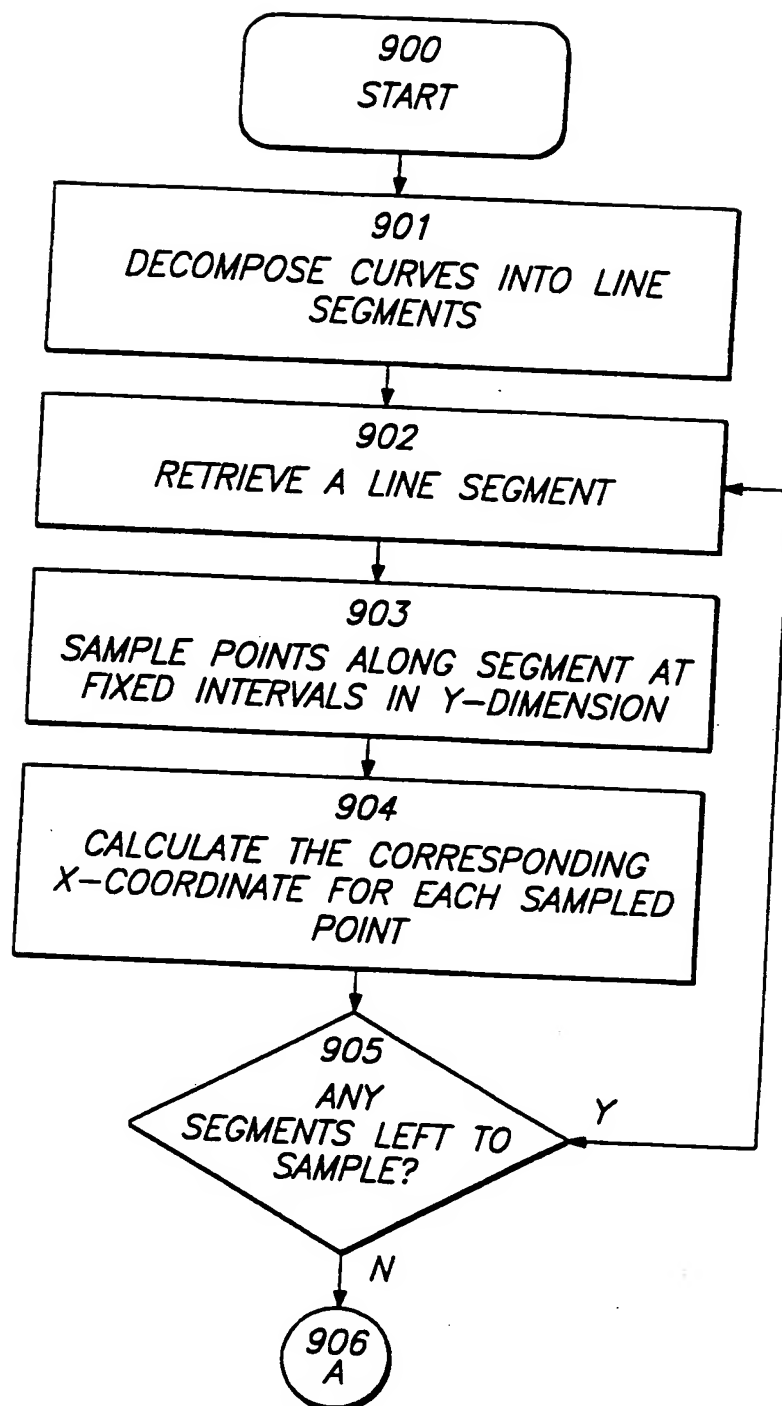 900
START
901
DECOMPOSE CURVES INTO LINE
SEGMENTS
902
RETRIEVE A LINE SEGMENT
903
SAMPLE POINTS ALONG SEGMENT AT
FIXED INTERVALS IN Y-DIMENSION
904
CALCULATE THE CORRESPONDING
X-COORDINATE FOR EACH SAMPLED
POINT
905
ANY
SEGMENTS LEFT TO
SAMPLE?
Y
N
906
A